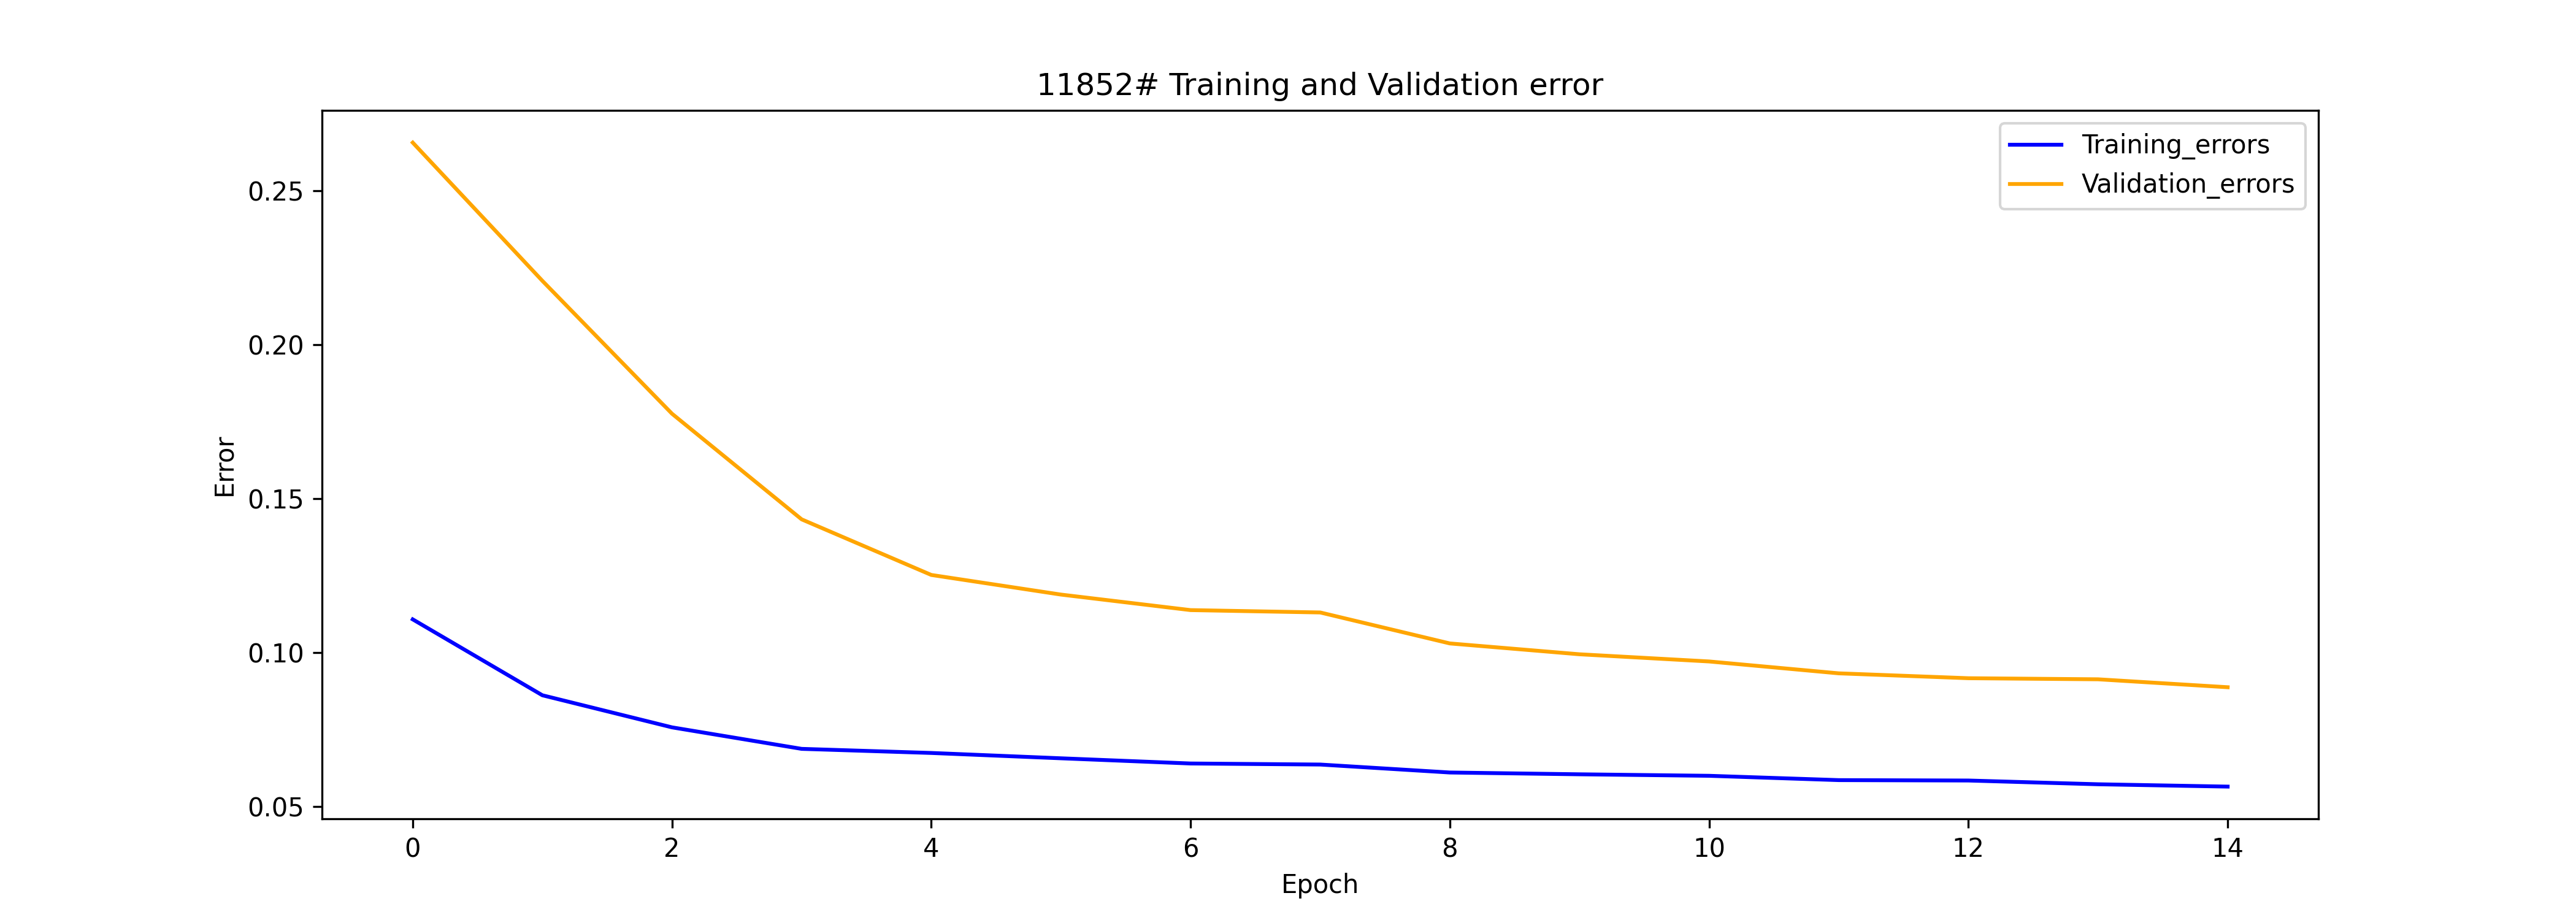 11852# Training and Validation error
Training_errors
Validation_errors
0.25
0.20
0.15
0.10
0.05
Error
0
2
4
6
8
10
12
14
Epoch